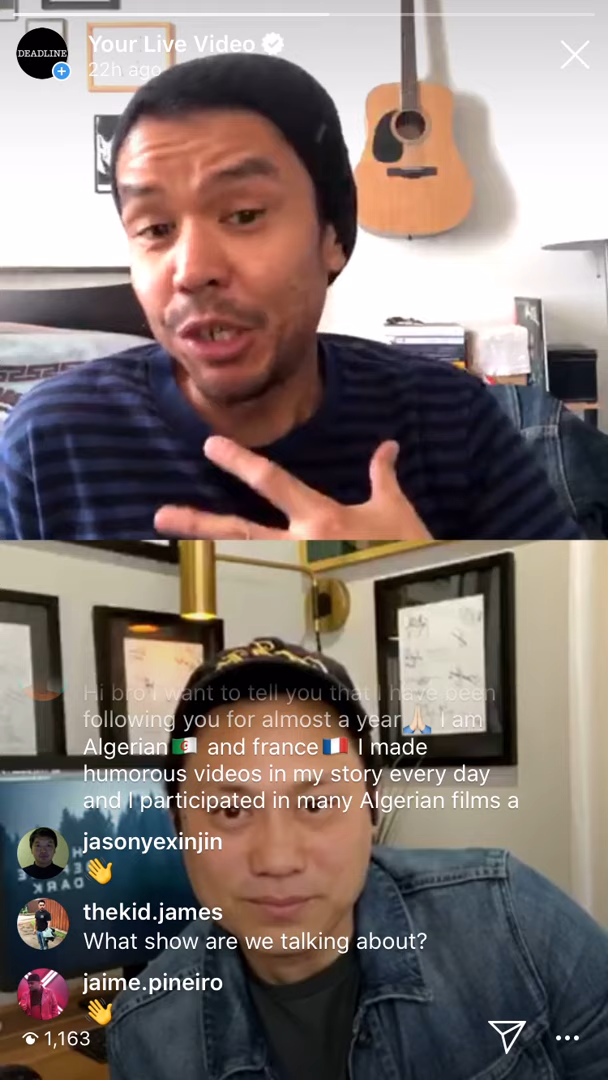 DEADLINE
Your Live Video
22h ago
Hi bro I want to tell you that I have been
following you for almost a year🙏🏻 I am
Algerian🇩🇿 and france🇫🇷 I made
humorous videos in my story every day
and I participated in many Algerian films a
jasonyexinjin
👋
thekid.james
What show are we talking about?
jaime.pineiro
👋
1,163
DARK